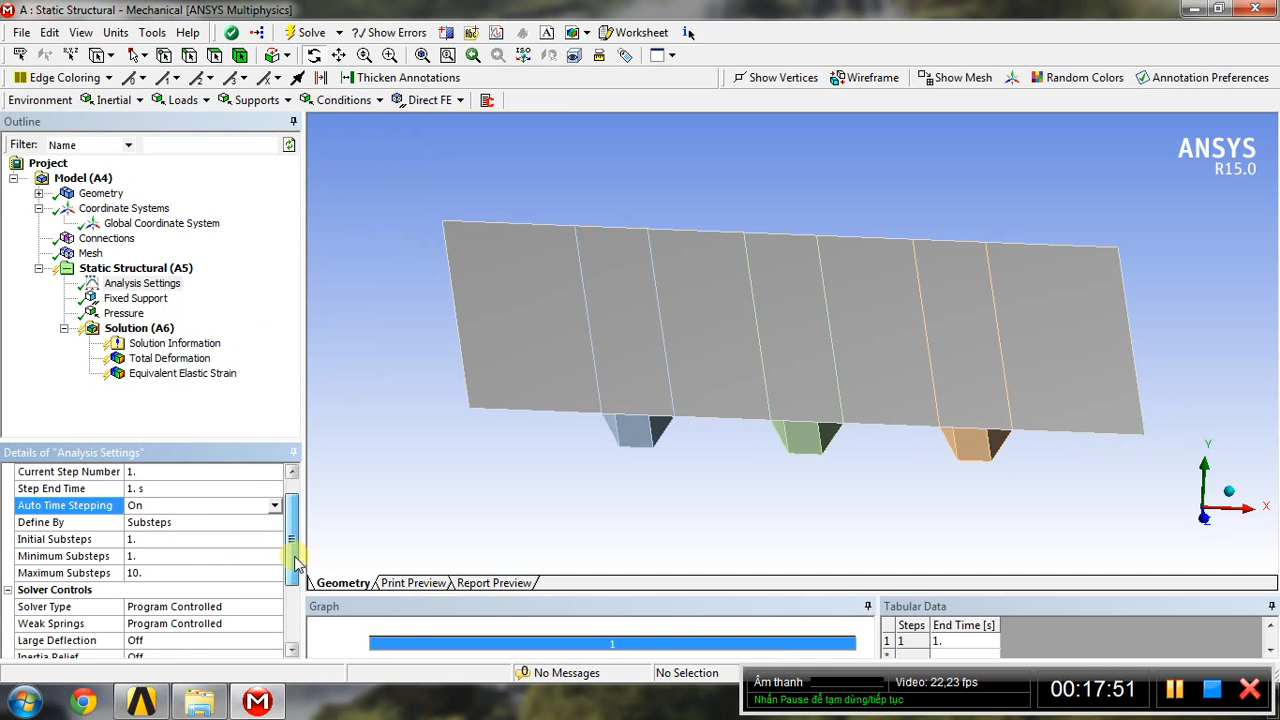 A : Static Structural - Mechanical [ANSYS Multiphysics]
File Edit View Units Tools Help Solve ?/ Show Errors Worksheet
Edge Coloring Thicken Annotations Show Vertices Wireframe Show Mesh Random Colors Annotation Preferences
Environment Inertial Loads Supports Conditions Direct FE
Outline
Filter: Name
Project
Model (A4)
Geometry
Coordinate Systems
Global Coordinate System
Connections
Mesh
Static Structural (A5)
Analysis Settings
Fixed Support
Pressure
Solution (A6)
Solution Information
Total Deformation
Equivalent Elastic Strain
ANSYS
R15.0
Y
X
Z
Details of "Analysis Settings"
Current Step Number 1.
Step End Time 1. s
Auto Time Stepping On
Define By Substeps
Initial Substeps 1.
Minimum Substeps 1.
Maximum Substeps 10.
Solver Controls
Solver Type Program Controlled
Weak Springs Program Controlled
Large Deflection Off
Inertia Relief Off
Geometry Print Preview Report Preview
Graph
1
Tabular Data
Steps End Time [s]
1 1 1.
*
0 No Messages No Selection
Âm thanh Video: 22,23 fps
Nhấn Pause để tạm dừng/tiếp tục
00:17:51